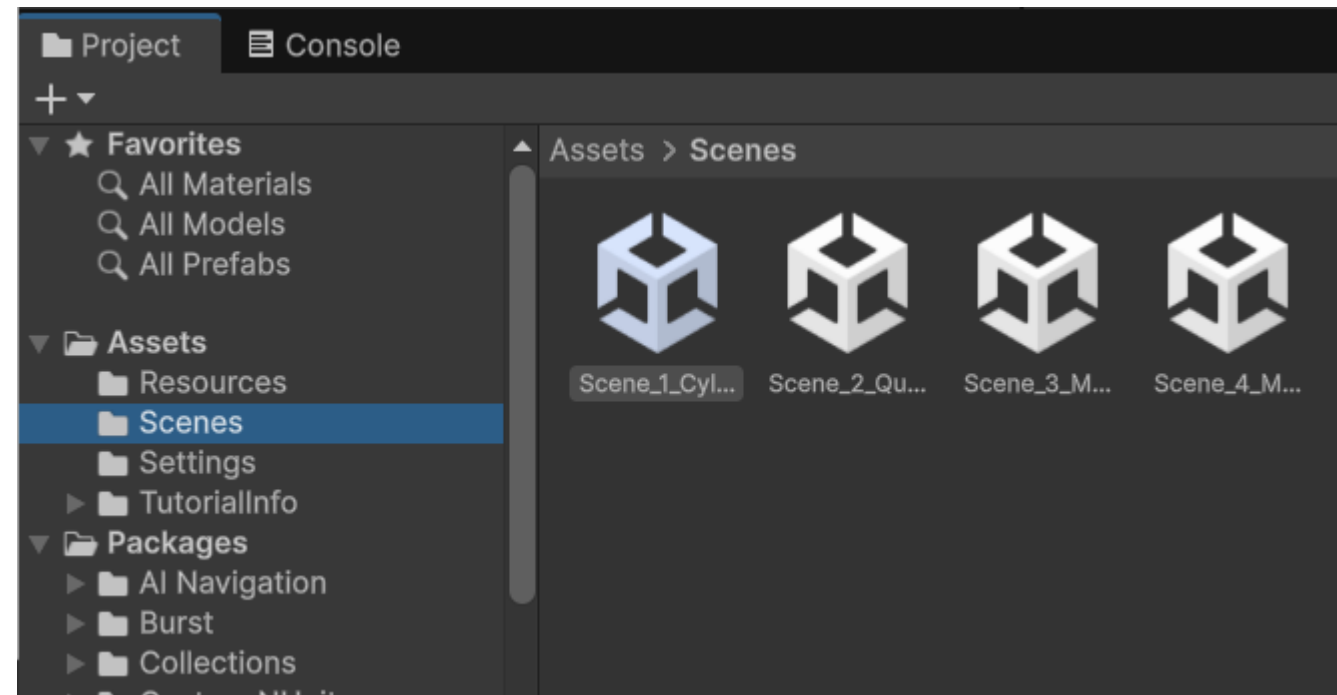 Project
Console
Favorites
All Materials
All Models
All Prefabs
Assets
Resources
Scenes
Settings
TutorialInfo
Packages
AI Navigation
Burst
Collections
Assets > Scenes
Scene_1_Cyl...
Scene_2_Qu...
Scene_3_M...
Scene_4_M...